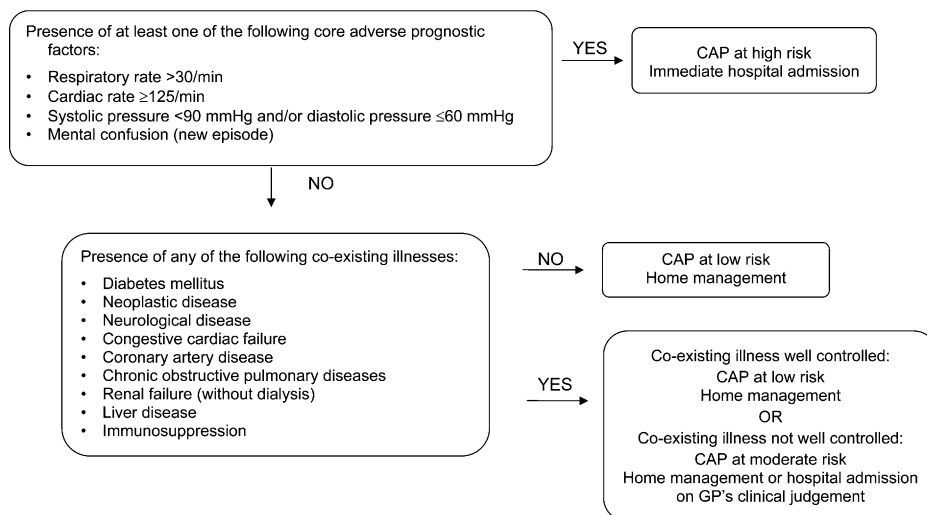 Presence of at least one of the following core adverse prognostic
factors:
• Respiratory rate >30/min
• Cardiac rate ≥125/min
• Systolic pressure <90 mmHg and/or diastolic pressure ≤60 mmHg
• Mental confusion (new episode)
YES
CAP at high risk
Immediate hospital admission
NO
Presence of any of the following co-existing illnesses:
• Diabetes mellitus
• Neoplastic disease
• Neurological disease
• Congestive cardiac failure
• Coronary artery disease
• Chronic obstructive pulmonary diseases
• Renal failure (without dialysis)
• Liver disease
• Immunosuppression
NO
CAP at low risk
Home management
YES
Co-existing illness well controlled:
CAP at low risk
Home management
OR
Co-existing illness not well controlled:
CAP at moderate risk
Home management or hospital admission
on GP's clinical judgement